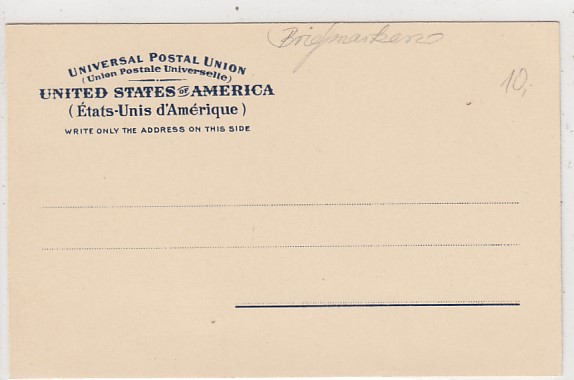 Briefmarken
10,-
UNIVERSAL POSTAL UNION
(Union Postale Universelle)
UNITED STATES OF AMERICA
(États-Unis d'Amérique)
WRITE ONLY THE ADDRESS ON THIS SIDE